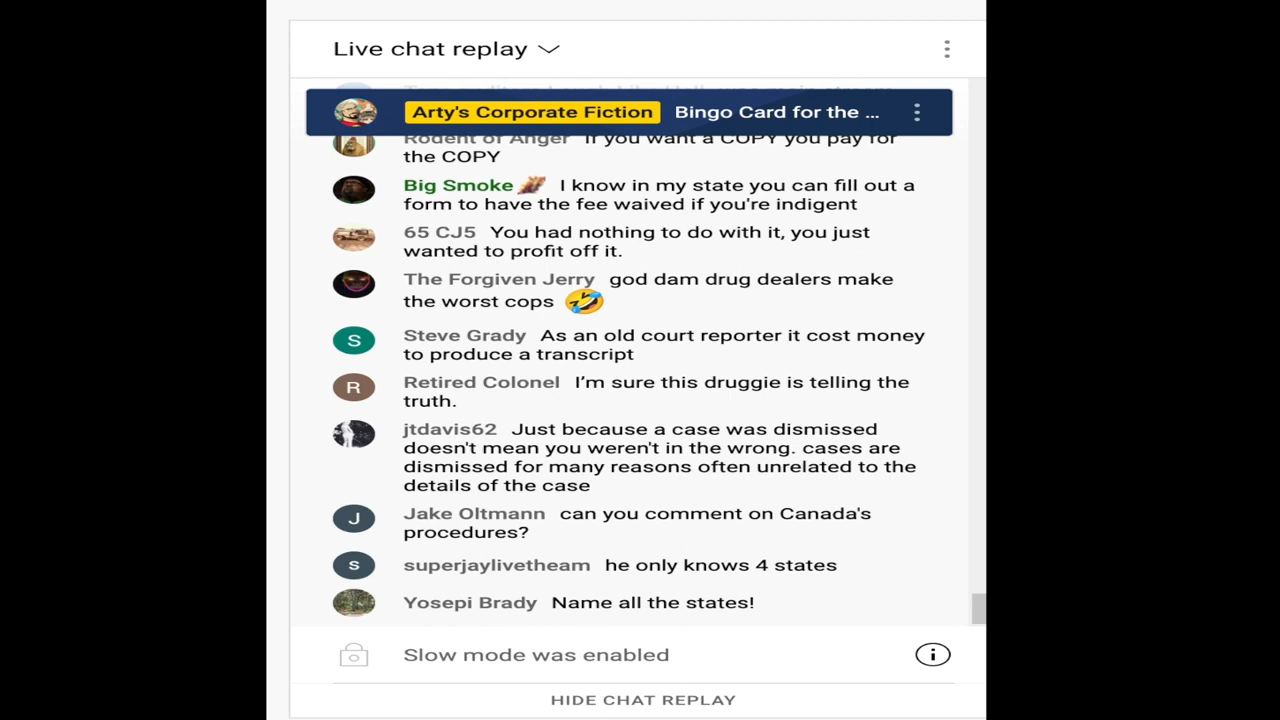 Live chat replay
Arty's Corporate Fiction Bingo Card for the ...
Rodent of Anger If you want a COPY you pay for
the COPY
Big Smoke I know in my state you can fill out a
form to have the fee waived if you're indigent
65 CJ5 You had nothing to do with it, you just
wanted to profit off it.
The Forgiven Jerry god dam drug dealers make
the worst cops 🤣
S
Steve Grady As an old court reporter it cost money
to produce a transcript
R
Retired Colonel I’m sure this druggie is telling the
truth.
jtdavis62 Just because a case was dismissed
doesn't mean you weren't in the wrong. cases are
dismissed for many reasons often unrelated to the
details of the case
J
Jake Oltmann can you comment on Canada's
procedures?
s
superjaylivetheam he only knows 4 states
Yosepi Brady Name all the states!
Slow mode was enabled
HIDE CHAT REPLAY